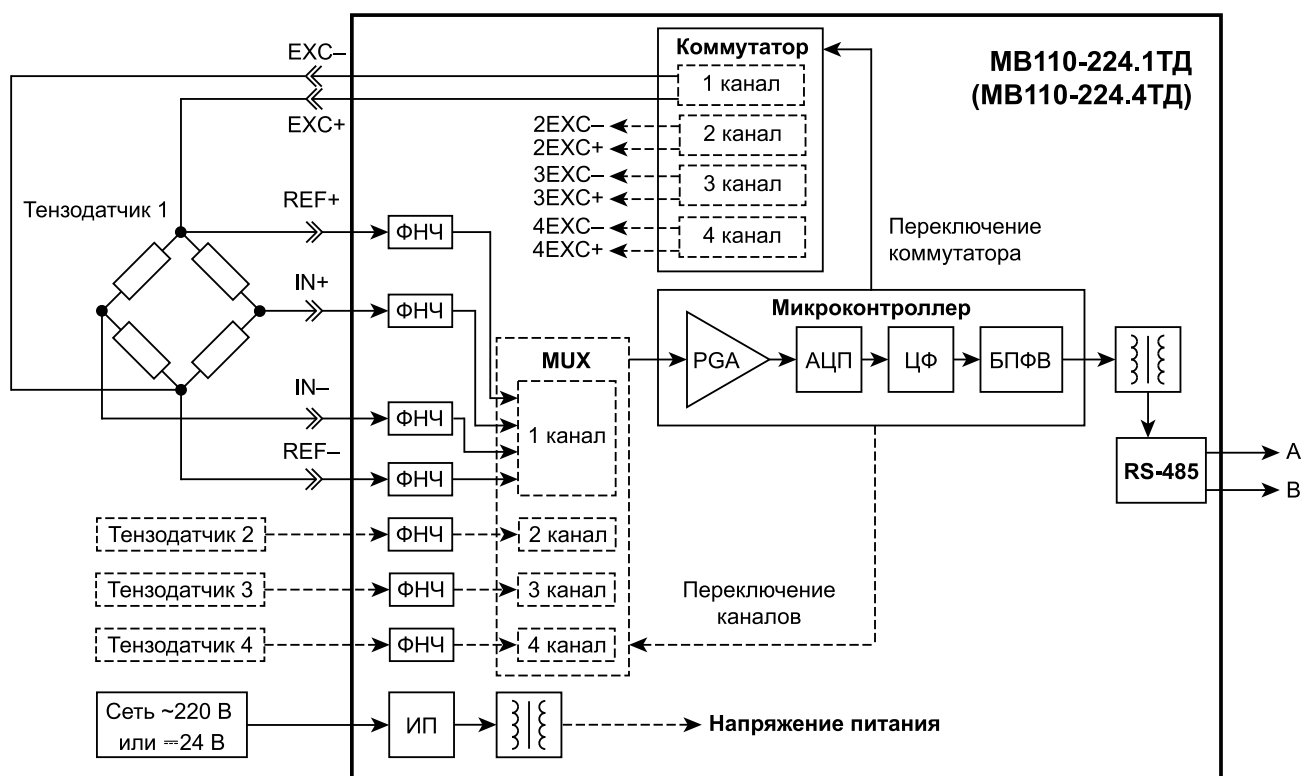 EXC–
EXC+
Коммутатор
1 канал
2 канал
3 канал
4 канал
2EXC–
2EXC+
3EXC–
3EXC+
4EXC–
4EXC+
МВ110-224.1ТД
(МВ110-224.4ТД)
Тензодатчик 1
REF+
IN+
IN–
REF–
ФНЧ
ФНЧ
ФНЧ
ФНЧ
Переключение
коммутатора
Микроконтроллер
PGA
АЦП
ЦФ
БПФВ
MUX
1 канал
2 канал
3 канал
4 канал
RS-485
A
B
Тензодатчик 2
ФНЧ
Тензодатчик 3
ФНЧ
Тензодатчик 4
ФНЧ
Переключение
каналов
Сеть ~220 В
или ⎓24 В
ИП
Напряжение питания